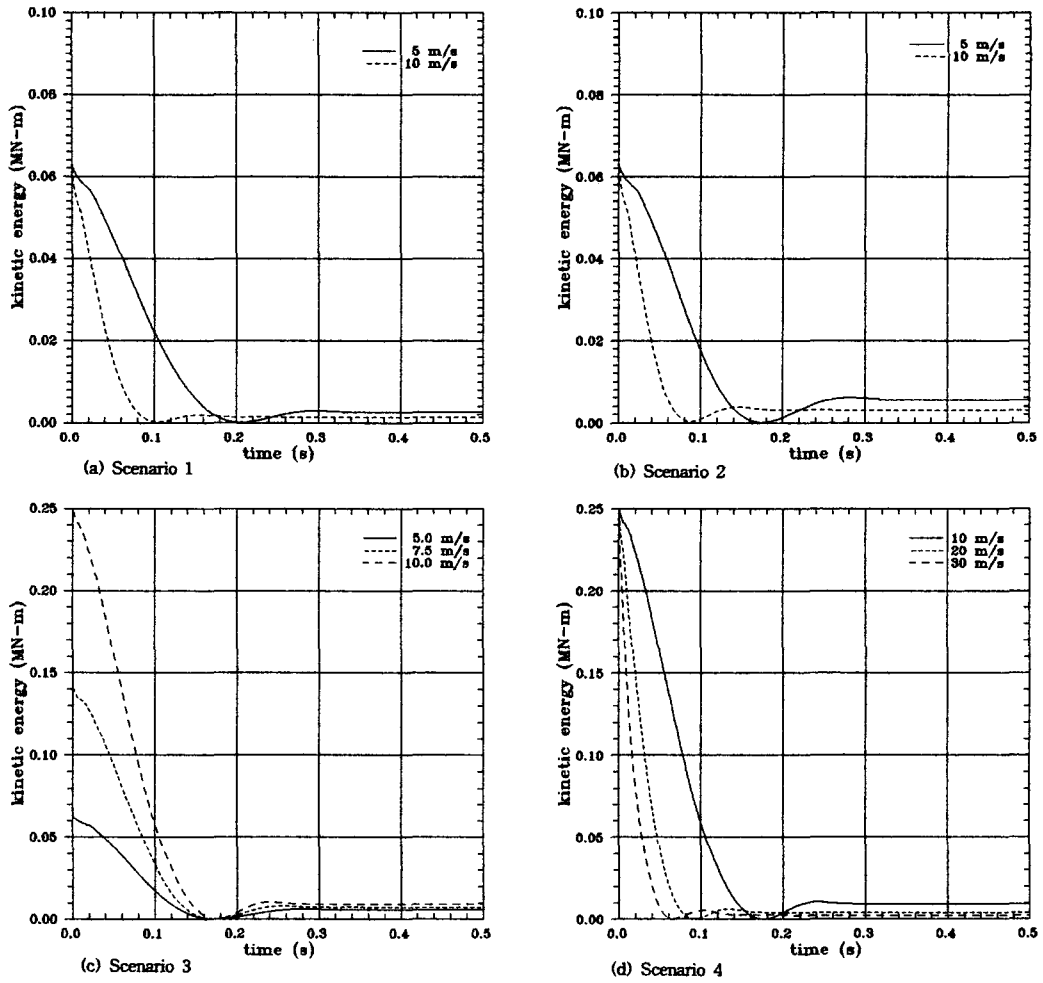 0.10
0.08
0.06
0.04
0.02
0.00
kinetic energy (MN-m)
5 m/s
10 m/s
0.0 0.1 0.2 0.3 0.4 0.5
time (s)
(a) Scenario 1
0.10
0.08
0.06
0.04
0.02
0.00
kinetic energy (MN-m)
5 m/s
10 m/s
0.0 0.1 0.2 0.3 0.4 0.5
time (s)
(b) Scenario 2
0.25
0.20
0.15
0.10
0.05
0.00
kinetic energy (MN-m)
5.0 m/s
7.5 m/s
10.0 m/s
0.0 0.1 0.2 0.3 0.4 0.5
time (s)
(c) Scenario 3
0.25
0.20
0.15
0.10
0.05
0.00
kinetic energy (MN-m)
10 m/s
20 m/s
30 m/s
0.0 0.1 0.2 0.3 0.4 0.5
time (s)
(d) Scenario 4